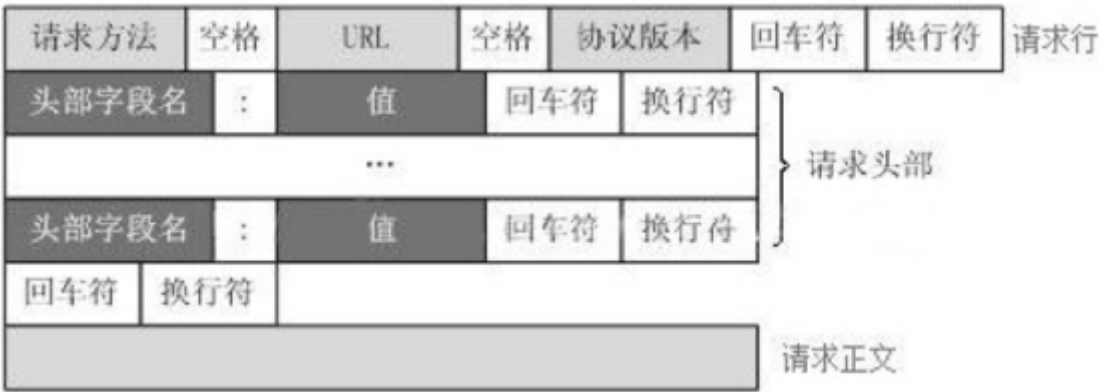 请求方法 空格 URL 空格 协议版本 回车符 换行符 请求行
头部字段名 : 值 回车符 换行符
… 请求头部
头部字段名 : 值 回车符 换行符
回车符 换行符
请求正文